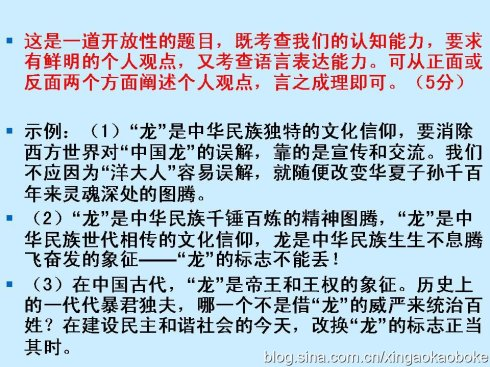 这是一道开放性的题目，既考查我们的认知能力，要求
有鲜明的个人观点，又考查语言表达能力。可从正面或
反面两个方面阐述个人观点，言之成理即可。（5分）
示例：（1）“龙”是中华民族独特的文化信仰，要消除
西方世界对“中国龙”的误解，靠的是宣传和交流。我们
不应因为“洋大人”容易误解，就随便改变华夏子孙千百
年来灵魂深处的图腾。
（2）“龙”是中华民族千锤百炼的精神图腾，“龙”是中
华民族世代相传的文化信仰，龙是中华民族生生不息腾
飞奋发的象征——“龙”的标志不能丢！
（3）在中国古代，“龙”是帝王和王权的象征。历史上
的一代代暴君独夫，哪一个不是借“龙”的威严来统治百
姓？在建设民主和谐社会的今天，改换“龙”的标志正当
其时。
blog.sina.com.cn/xingaokaoboke